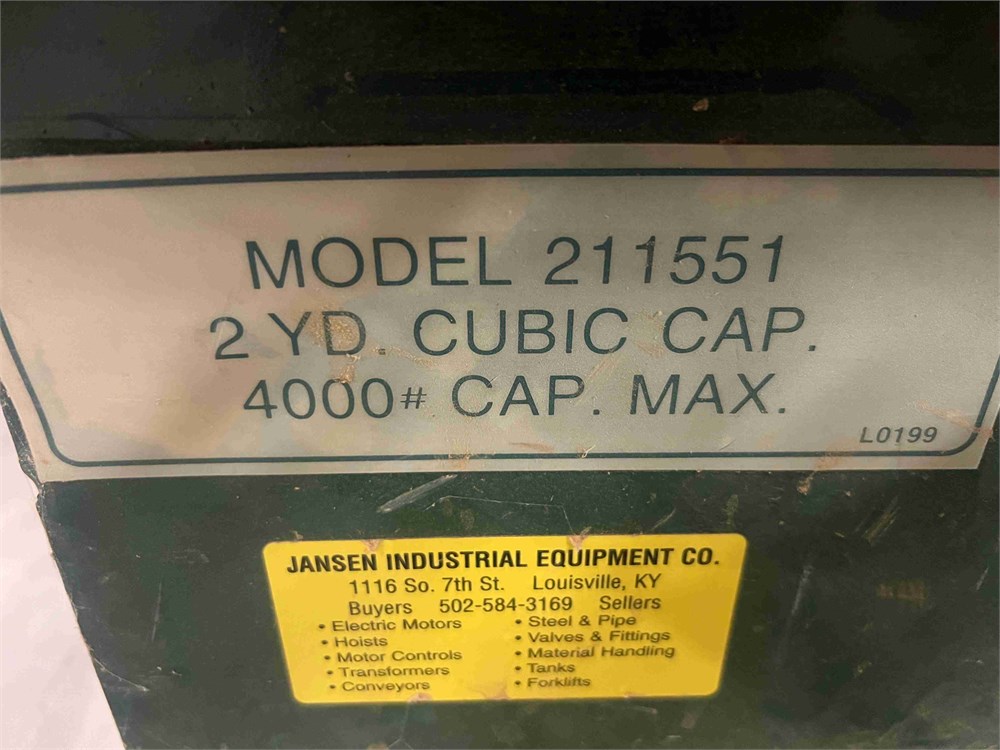 MODEL 211551
2 YD. CUBIC CAP.
4000# CAP. MAX.
L0199
JANSEN INDUSTRIAL EQUIPMENT CO.
1116 So. 7th St. Louisville, KY
Buyers 502-584-3169 Sellers
• Electric Motors
• Hoists
• Motor Controls
• Transformers
• Conveyors
• Steel & Pipe
• Valves & Fittings
• Material Handling
• Tanks
• Forklifts